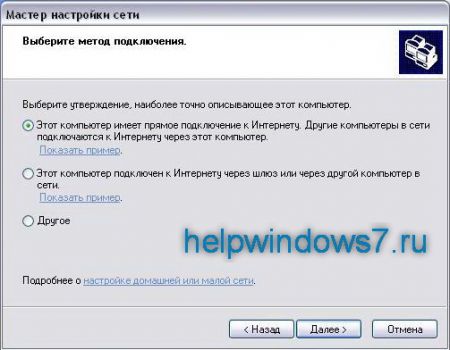 Мастер настройки сети
Выберите метод подключения.
Выберите утверждение, наиболее точно описывающее этот компьютер.
Этот компьютер имеет прямое подключение к Интернету. Другие компьютеры в сети
подключаются к Интернету через этот компьютер.
Показать пример.
Этот компьютер подключен к Интернету через шлюз или через другой компьютер в
сети.
Показать пример.
Другое
helpwindows7.ru
Подробнее о настройке домашней или малой сети.
< Назад
Далее >
Отмена